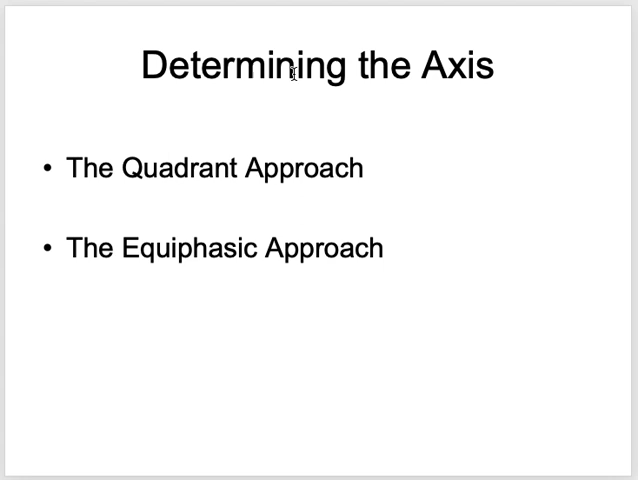 Determining the Axis
• The Quadrant Approach
• The Equiphasic Approach